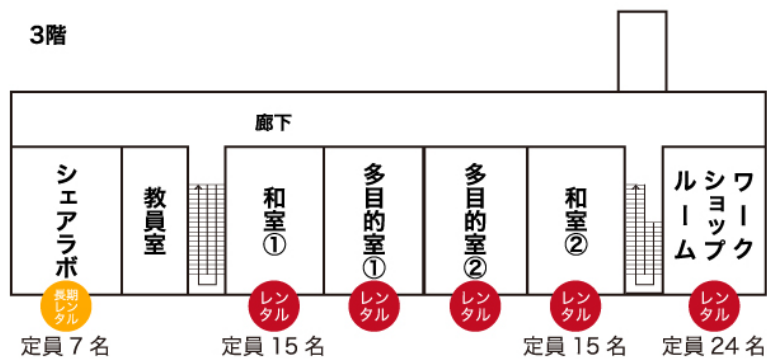 3階
廊下
シェアラボ
教員室
和室①
多目的室①
多目的室②
和室②
ワーク
ショップ
ルーム
長期
レン
タル
レン
タル
レン
タル
レン
タル
レン
タル
レン
タル
定員7名
定員15名
定員15名
定員24名